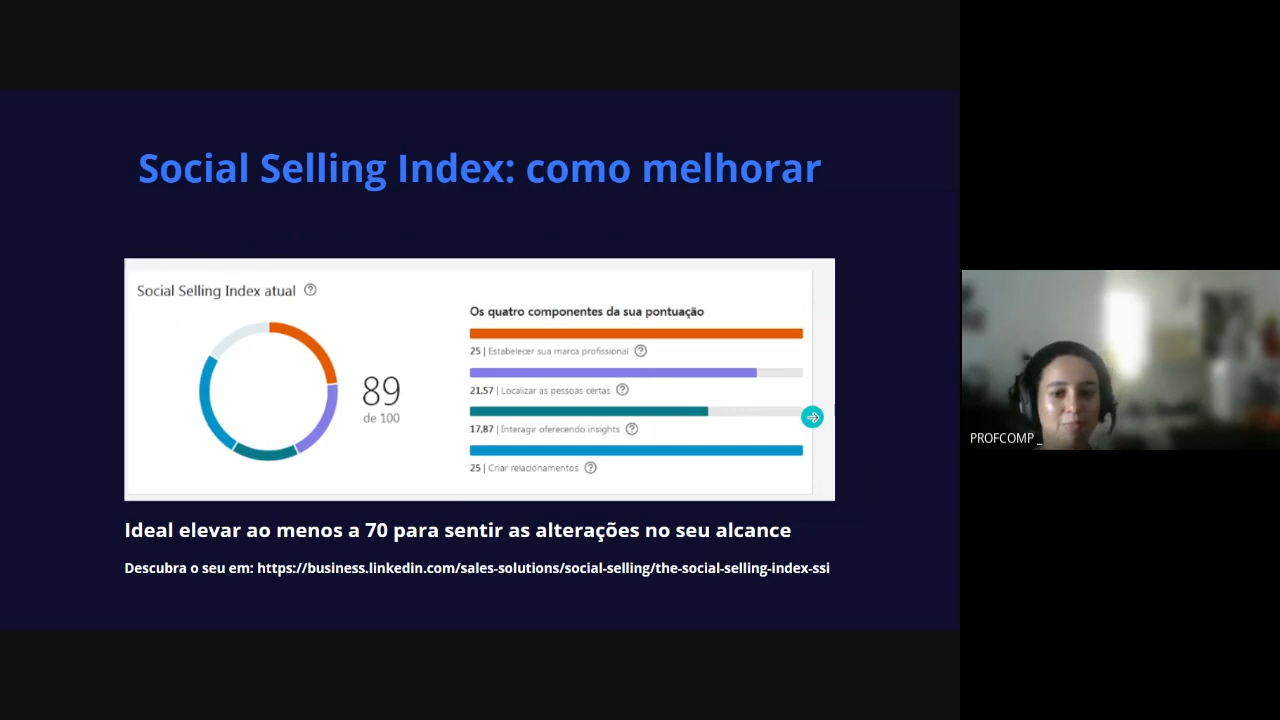 Social Selling Index: como melhorar
Social Selling Index atual ?
Os quatro componentes da sua pontuação
25 | Estabelecer sua marca profissional ?
21,57 | Localizar as pessoas certas ?
89
de 100
17,87 | Interagir oferecendo insights ?
25 | Criar relacionamentos ?
PROFCOMP _
Ideal elevar ao menos a 70 para sentir as alterações no seu alcance
Descubra o seu em: https://business.linkedin.com/sales-solutions/social-selling/the-social-selling-index-ssi